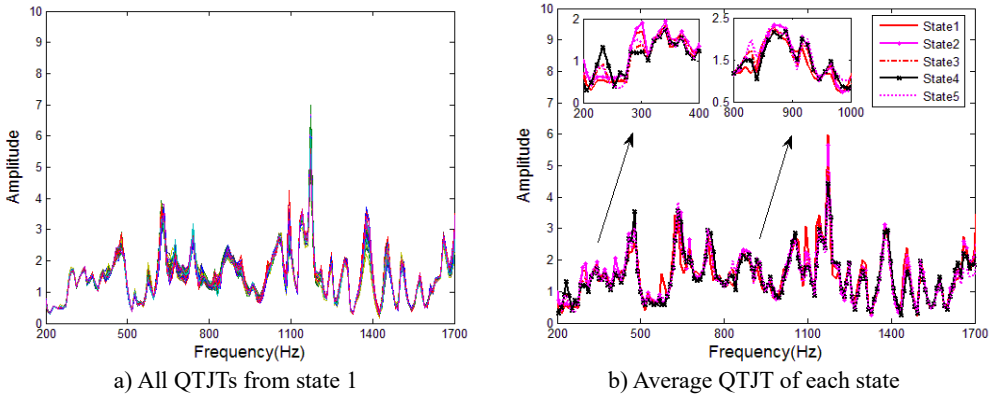 10
9
8
7
6
5
4
3
2
1
0
Amplitude
200 500 800 1100 1400 1700
Frequency(Hz)
a) All QTJTs from state 1
10
9
8
7
6
5
4
3
2
1
0
Amplitude
2
1
0
200 300 400
2.5
1.5
0.5
800 900 1000
State1
State2
State3
State4
State5
200 500 800 1100 1400 1700
Frequency(Hz)
b) Average QTJT of each state